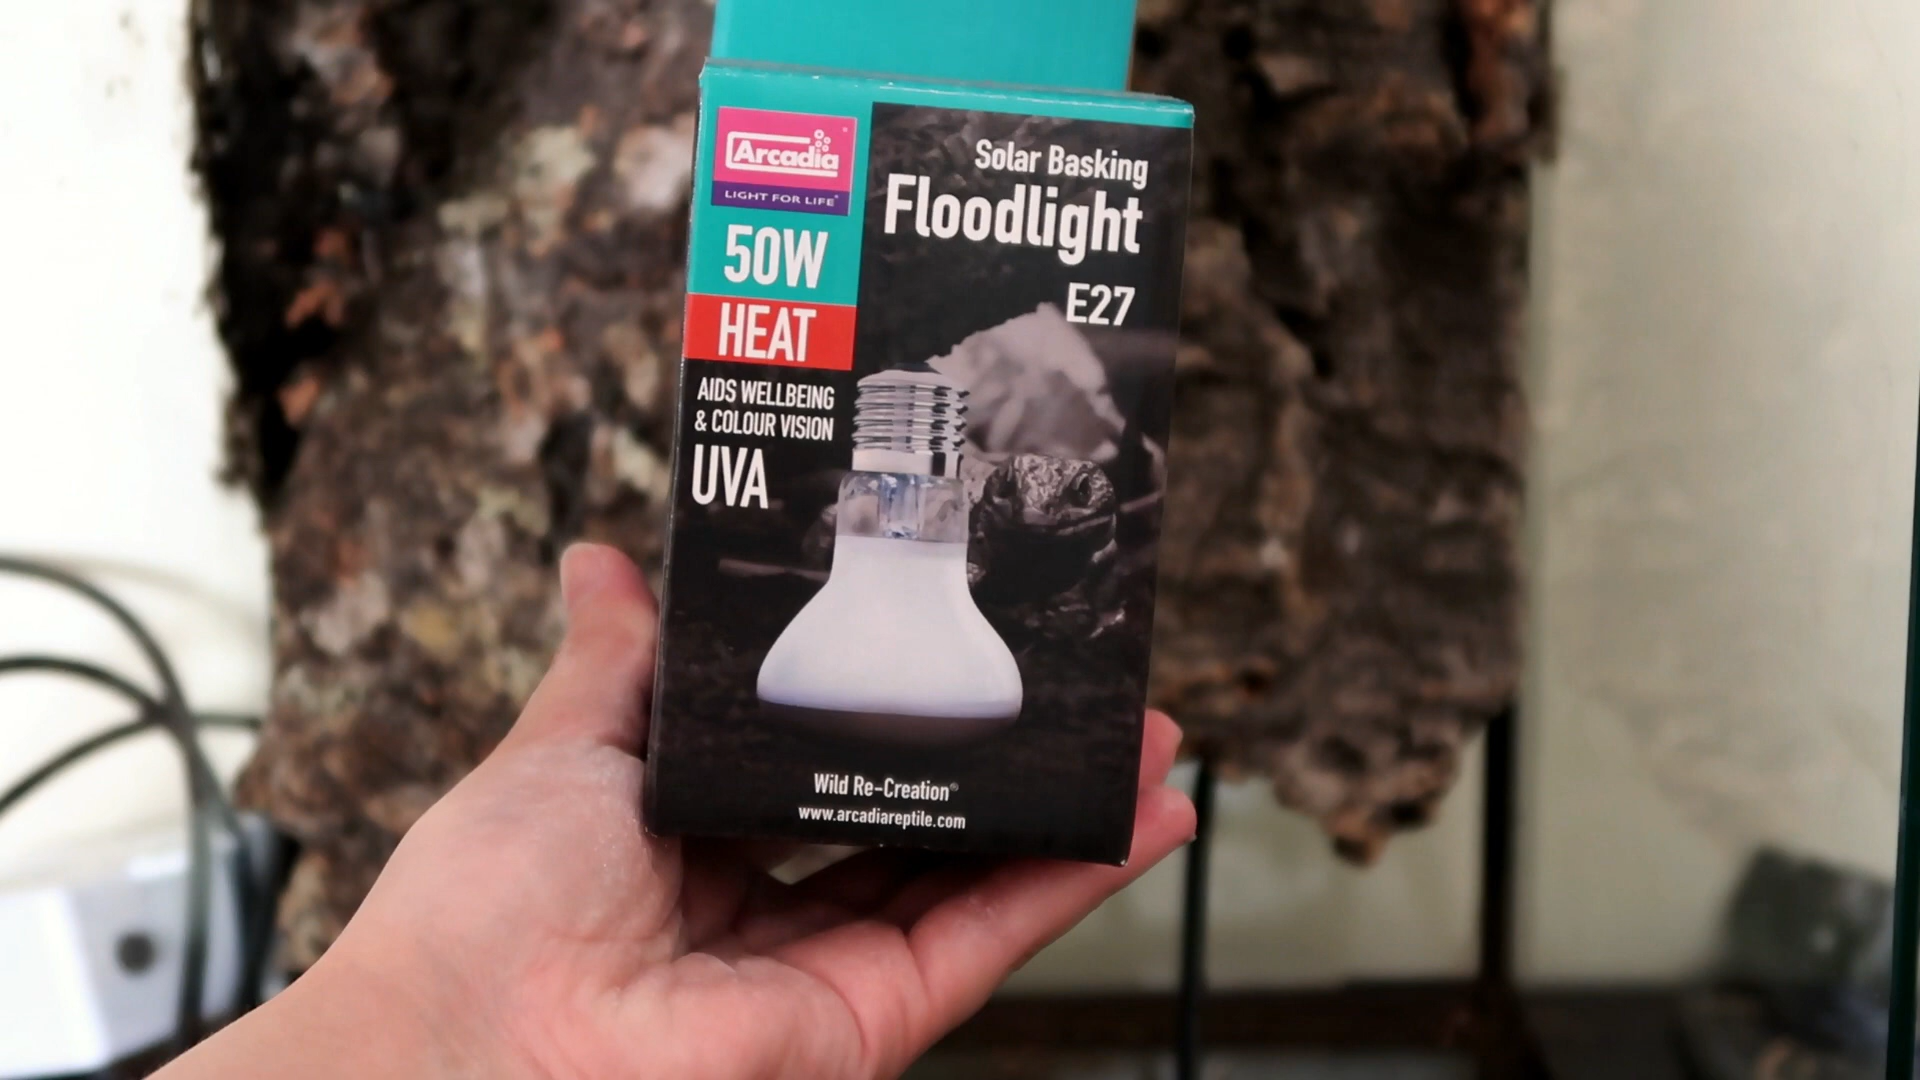 Arcadia
LIGHT FOR LIFE®
50W
HEAT
AIDS WELLBEING
& COLOUR VISION
UVA
Solar Basking
Floodlight
E27
Wild Re-Creation®
www.arcadiareptile.com